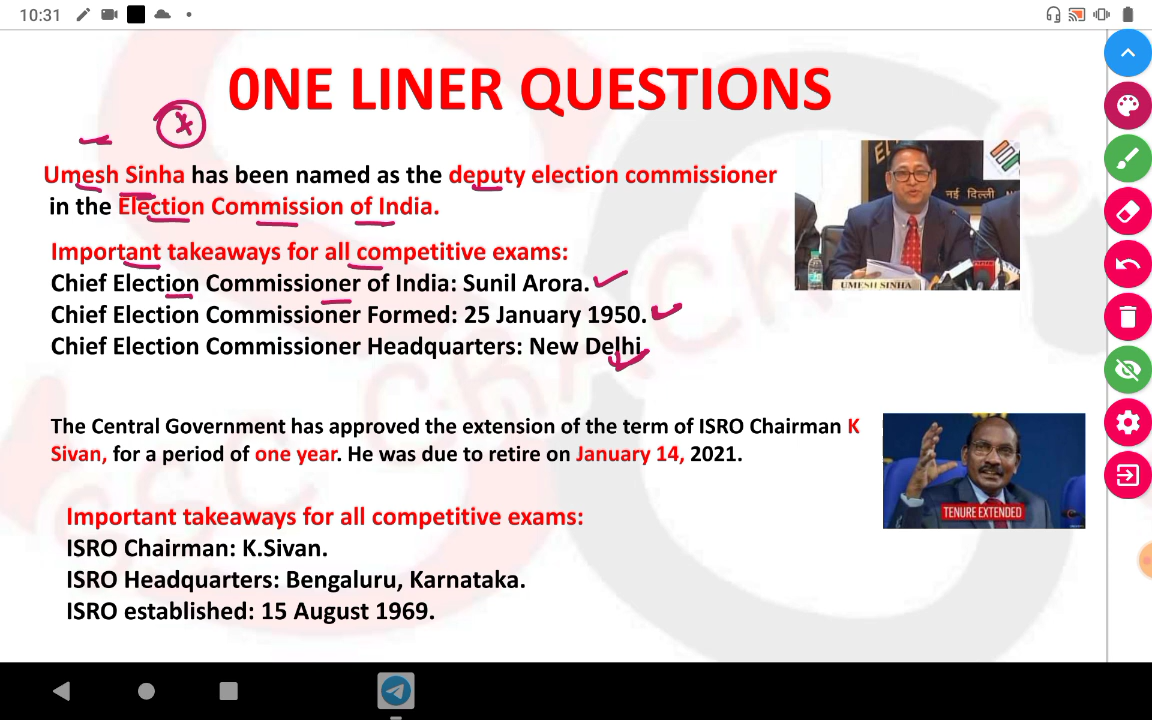 10:31
0NE LINER QUESTIONS
Umesh Sinha has been named as the deputy election commissioner
in the Election Commission of India.
नई दिल्ली
UMESH SINHA
Important takeaways for all competitive exams:
Chief Election Commissioner of India: Sunil Arora.
Chief Election Commissioner Formed: 25 January 1950.
Chief Election Commissioner Headquarters: New Delhi
The Central Government has approved the extension of the term of ISRO Chairman K
Sivan, for a period of one year. He was due to retire on January 14, 2021.
TENURE EXTENDED
Important takeaways for all competitive exams:
ISRO Chairman: K.Sivan.
ISRO Headquarters: Bengaluru, Karnataka.
ISRO established: 15 August 1969.